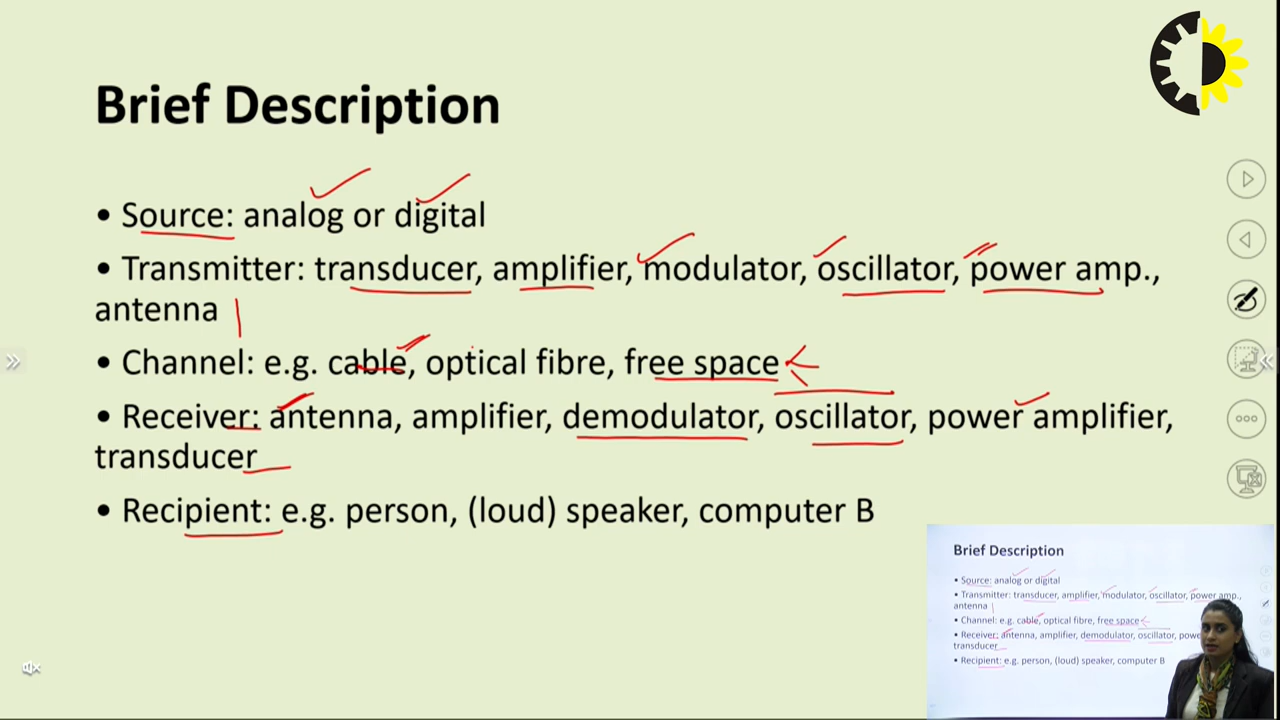 Brief Description
• Source: analog or digital
• Transmitter: transducer, amplifier, modulator, oscillator, power amp.,
antenna
• Channel: e.g. cable, optical fibre, free space
• Receiver: antenna, amplifier, demodulator, oscillator, power amplifier,
transducer
• Recipient: e.g. person, (loud) speaker, computer B
Brief Description
• Source: analog or digital
• Transmitter: transducer, amplifier, modulator, oscillator, power amp.,
antenna
• Channel: e.g. cable, optical fibre, free space
• Receiver: antenna, amplifier, demodulator, oscillator, powe
transducer
• Recipient: e.g. person, (loud) speaker, computer B